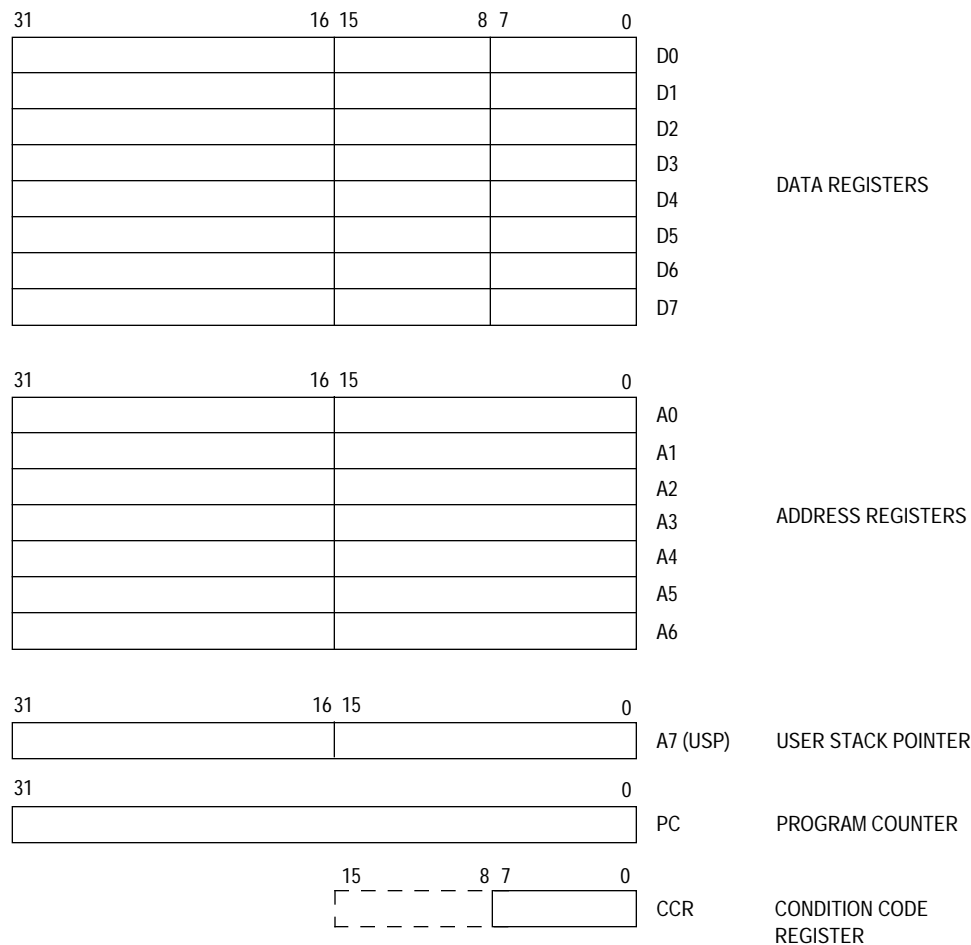 31 16 15 8 7 0
D0
D1
D2
D3
DATA REGISTERS
D4
D5
D6
D7
31 16 15 0
A0
A1
A2
A3 ADDRESS REGISTERS
A4
A5
A6
31 16 15 0
A7 (USP) USER STACK POINTER
31 0
PC PROGRAM COUNTER
15 8 7 0
CCR CONDITION CODE
REGISTER